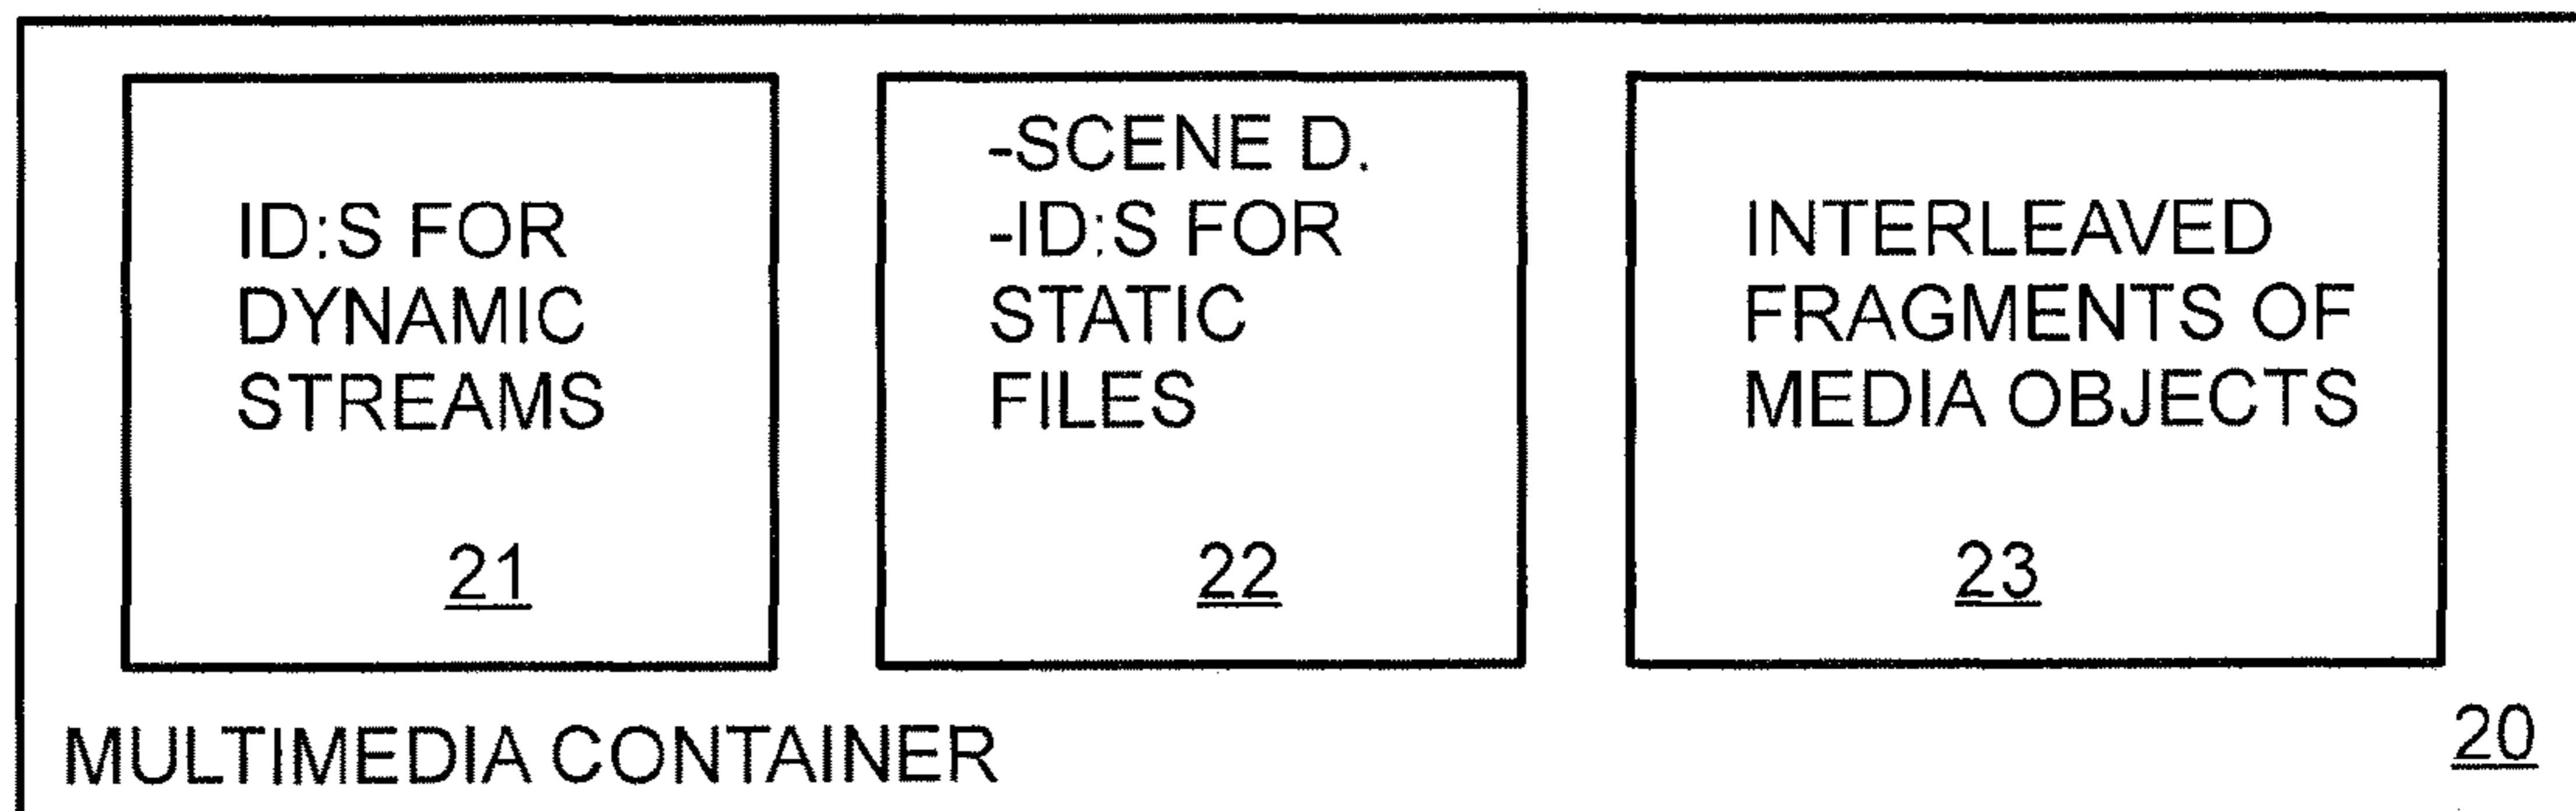 ID:S FOR
DYNAMIC
STREAMS
21
-SCENE D.
-ID:S FOR
STATIC
FILES
22
INTERLEAVED
FRAGMENTS OF
MEDIA OBJECTS
23
MULTIMEDIA CONTAINER
20